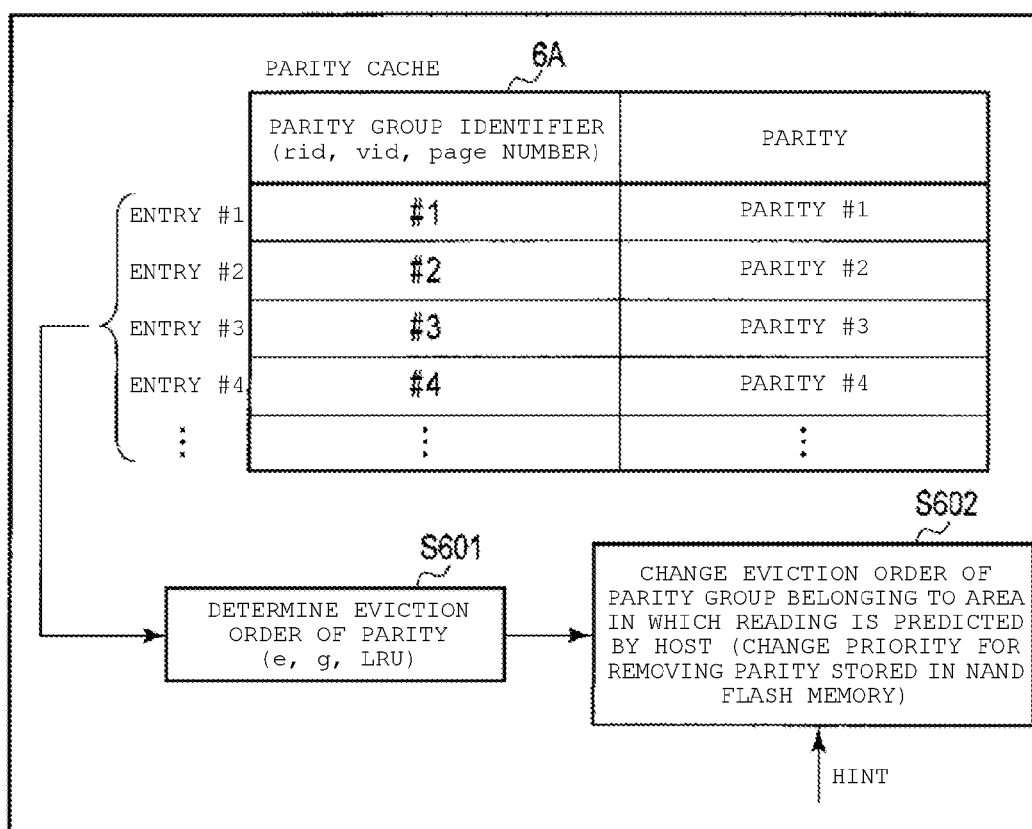 6A
PARITY CACHE
PARITY GROUP IDENTIFIER
(rid, vid, page NUMBER)
PARITY
ENTRY #1
#1
PARITY #1
ENTRY #2
#2
PARITY #2
ENTRY #3
#3
PARITY #3
ENTRY #4
#4
PARITY #4
S601
DETERMINE EVICTION
ORDER OF PARITY
(e, g, LRU)
S602
CHANGE EVICTION ORDER OF
PARITY GROUP BELONGING TO AREA
IN WHICH READING IS PREDICTED
BY HOST (CHANGE PRIORITY FOR
REMOVING PARITY STORED IN NAND
FLASH MEMORY)
HINT